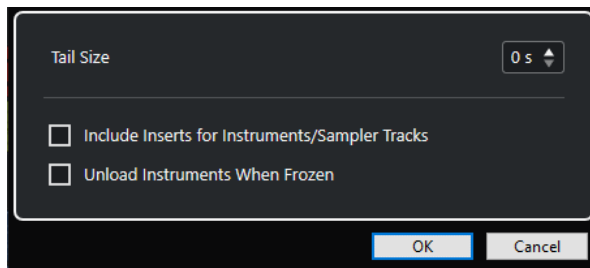 Tail Size
0 s
Include Inserts for Instruments/Sampler Tracks
Unload Instruments When Frozen
OK
Cancel